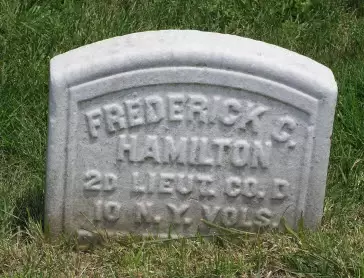 FREDERICK C.
HAMILTON
2D LIEUT. CO. D
10 N.Y. VOLS.